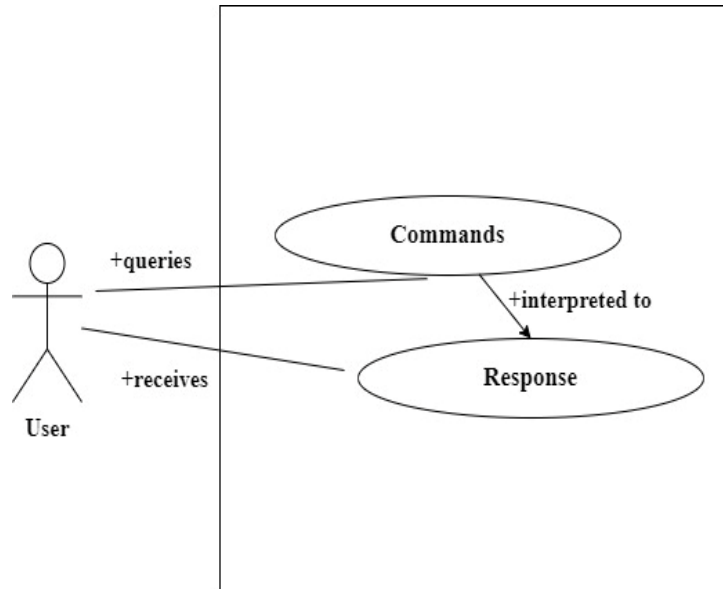 Commands
+queries
+interpreted to
Response
+receives
User